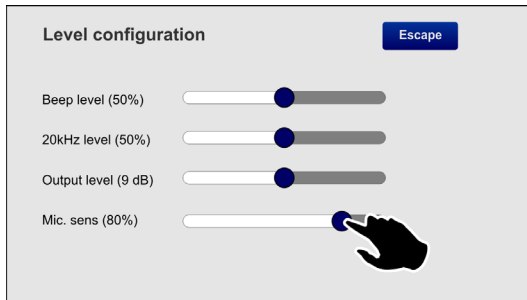 Level configuration
Escape
Beep level (50%)
20kHz level (50%)
Output level (9 dB)
Mic. sens (80%)